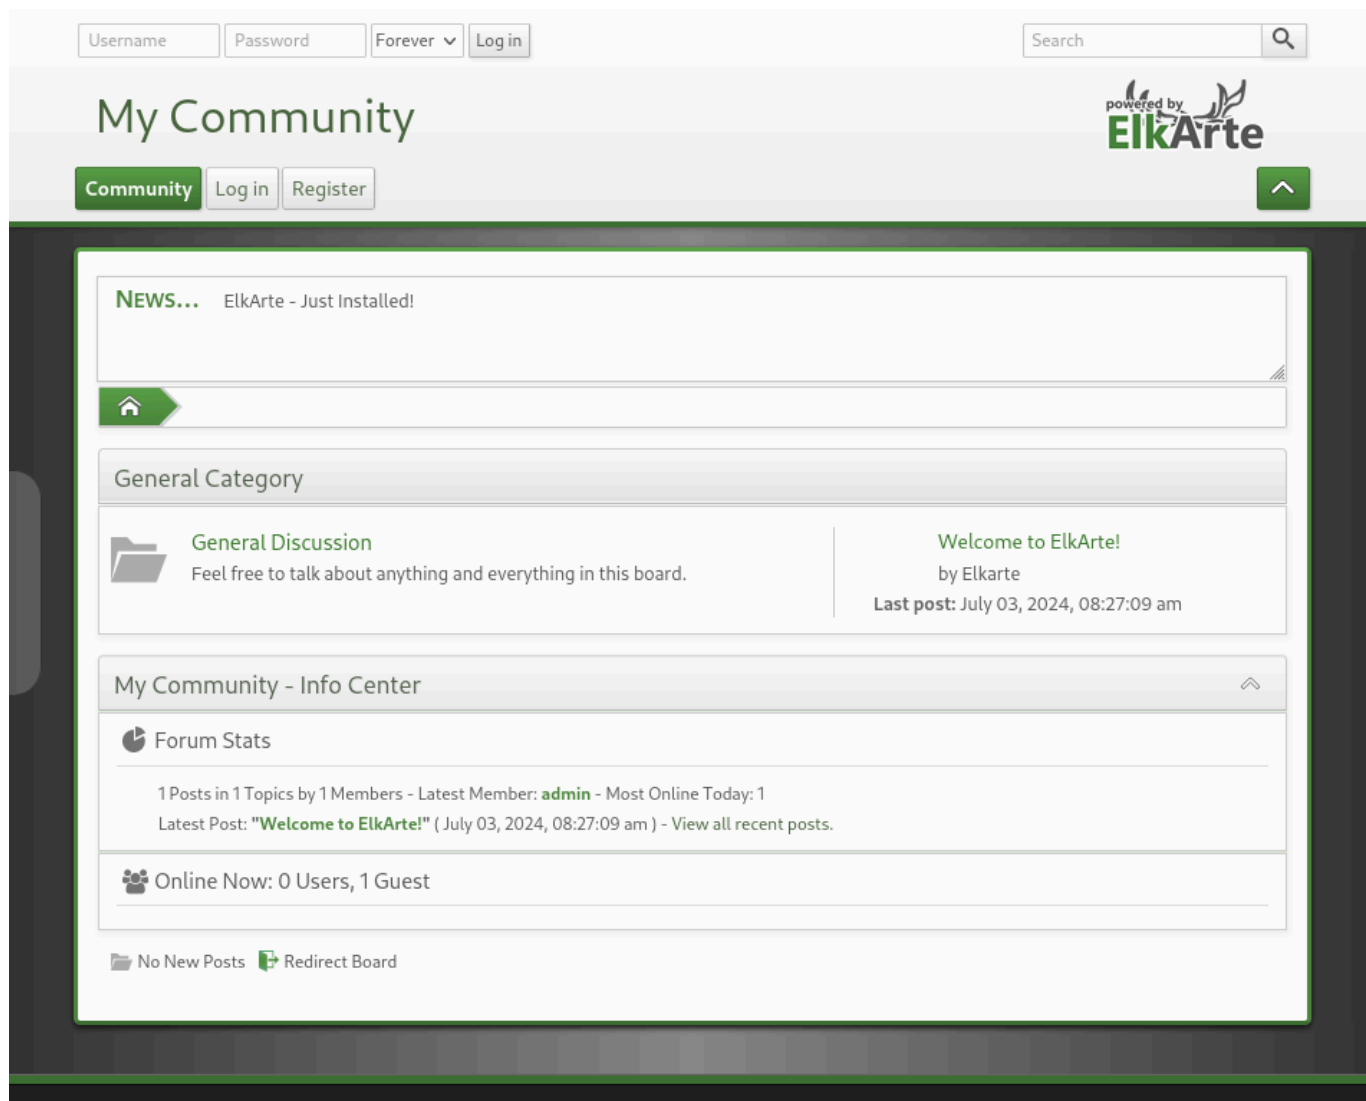 Username Password Forever Log in Search
My Community
powered by
ElkArte
Community Log in Register
News... ElkArte - Just Installed!
General Category
General Discussion
Feel free to talk about anything and everything in this board.
Welcome to ElkArte!
by Elkarte
Last post: July 03, 2024, 08:27:09 am
My Community - Info Center
Forum Stats
1 Posts in 1 Topics by 1 Members - Latest Member: admin - Most Online Today: 1
Latest Post: "Welcome to ElkArte!" ( July 03, 2024, 08:27:09 am ) - View all recent posts.
Online Now: 0 Users, 1 Guest
No New Posts Redirect Board